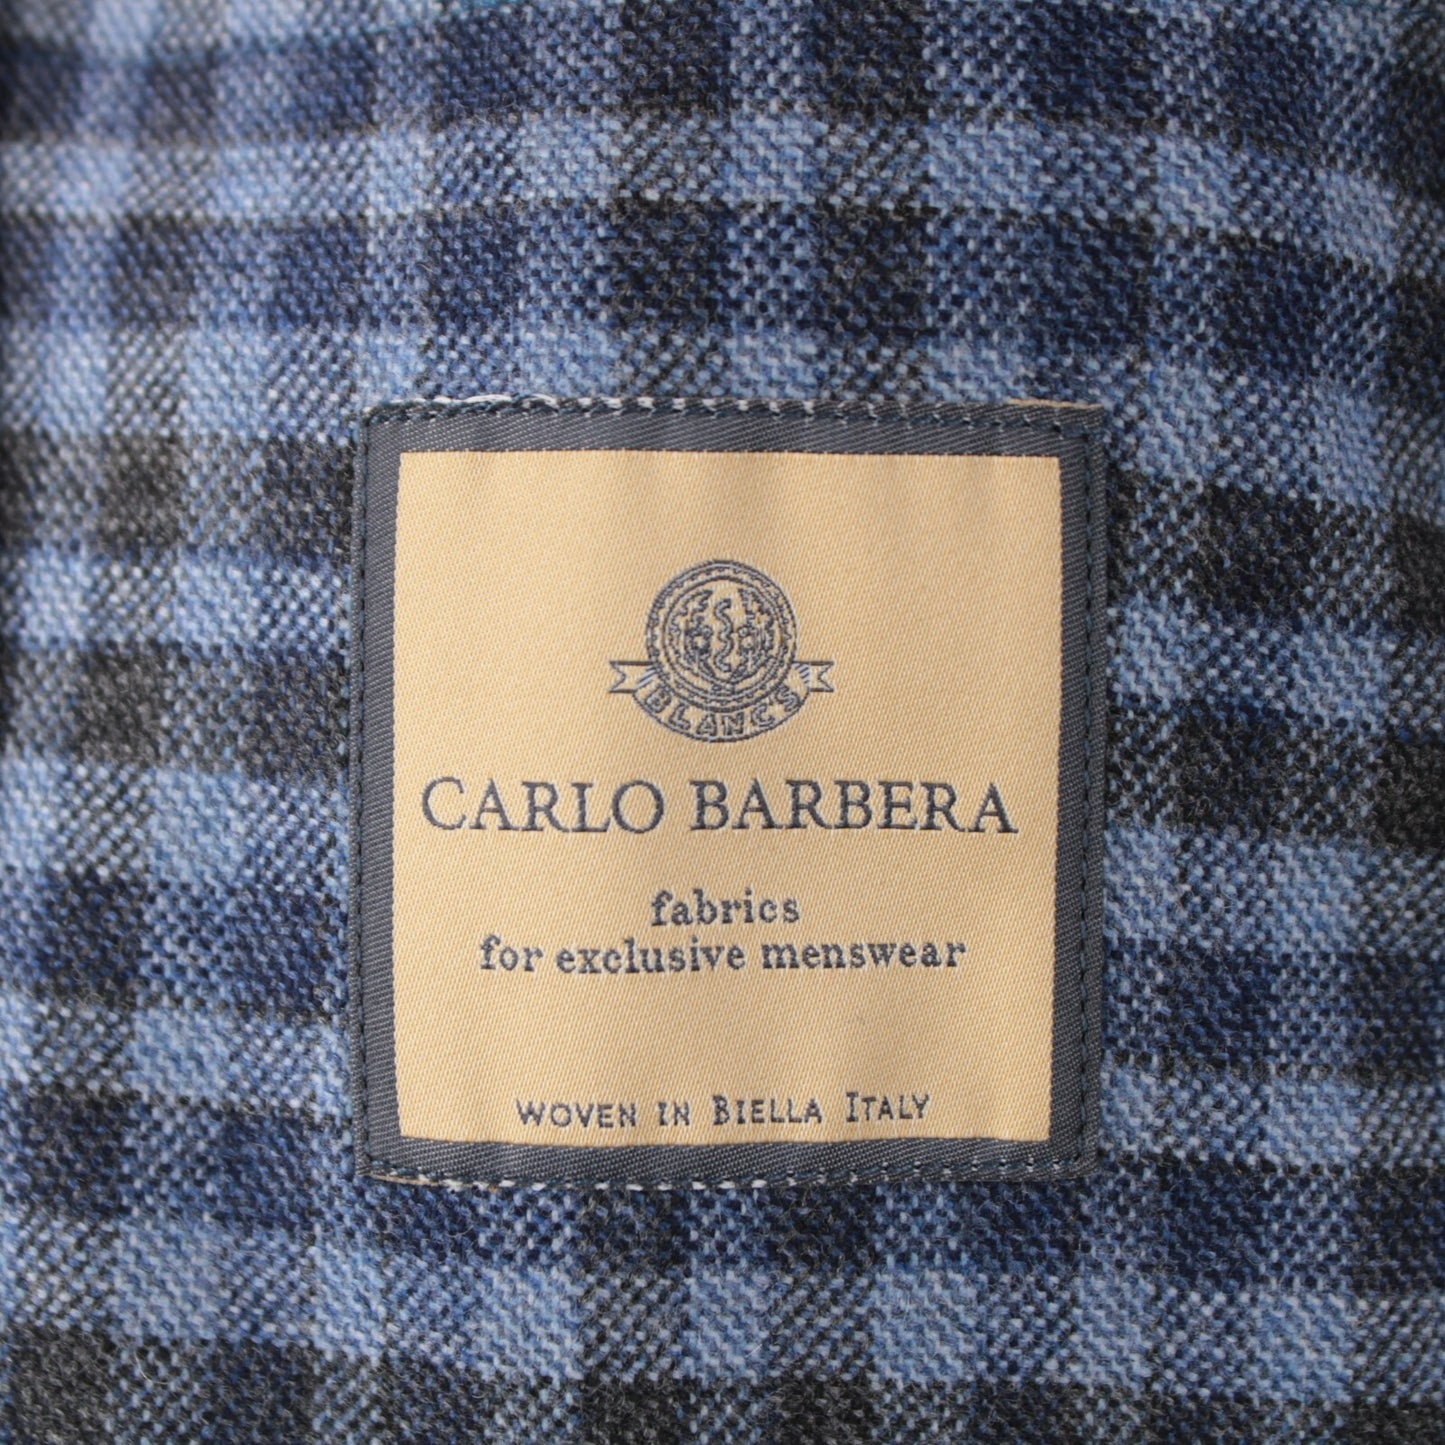 BLANCS
CARLO BARBERA
fabrics
for exclusive menswear
WOVEN IN BIELLA ITALY